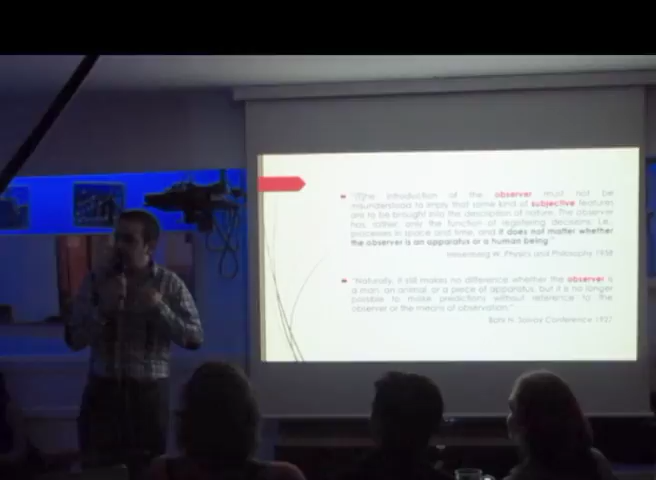 "(T)he introduction of the observer must not be
misunderstood to imply that some kind of subjective features
are to be brought into the description of nature. The observer
has, rather, only the function of registering decisions, i.e.,
processes in space and time, and it does not matter whether
the observer is an apparatus or a human being"
Heisenberg W. Physics and Philosophy 1958
"Naturally, it still makes no difference whether the observer is
a man, an animal, or a piece of apparatus, but it is no longer
possible to make predictions without reference to the
observer or the means of observation."
Bohr N. Solvay Conference 1927